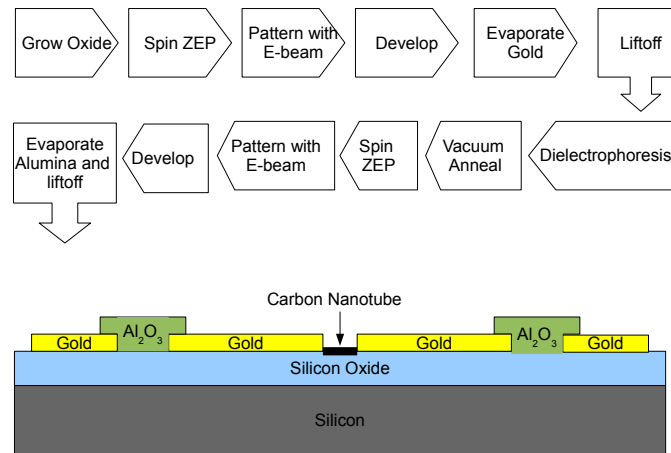 Grow Oxide
Spin ZEP
Pattern with
E-beam
Develop
Evaporate
Gold
Liftoff
Dielectrophoresis
Vacuum
Anneal
Spin
ZEP
Pattern with
E-beam
Develop
Evaporate
Alumina and
liftoff
Carbon Nanotube
Gold
Al₂O₃
Gold
Gold
Al₂O₃
Gold
Silicon Oxide
Silicon